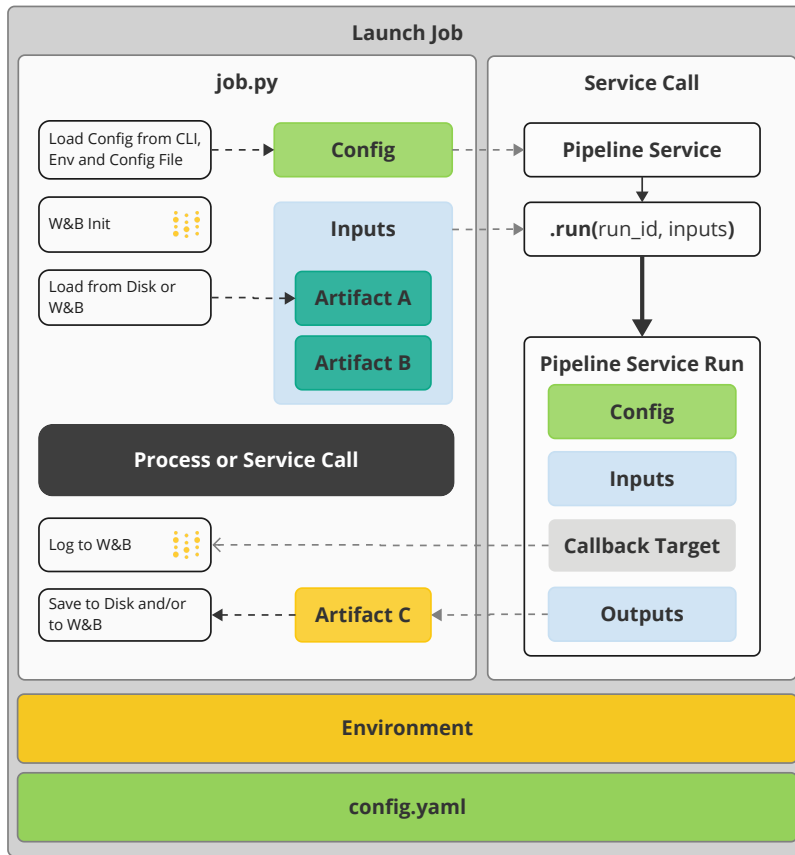 Launch Job
job.py
Load Config from CLI,
Env and Config File
Config
W&B Init
Inputs
Load from Disk or
W&B
Artifact A
Artifact B
Process or Service Call
Log to W&B
Save to Disk and/or
to W&B
Artifact C
Service Call
Pipeline Service
.run(run_id, inputs)
Pipeline Service Run
Config
Inputs
Callback Target
Outputs
Environment
config.yaml